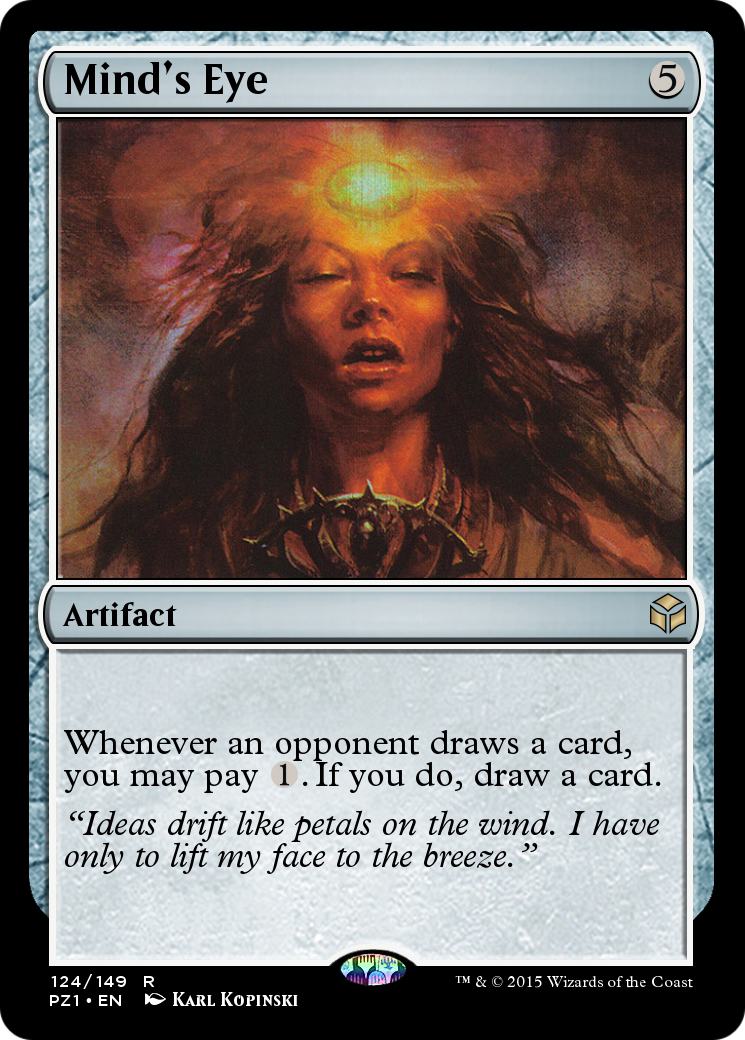 Mind's Eye 5
Artifact
Whenever an opponent draws a card,
you may pay 1. If you do, draw a card.
“Ideas drift like petals on the wind. I have
only to lift my face to the breeze.”
124/149 R
PZ1 • EN Karl Kopinski
™ & © 2015 Wizards of the Coast